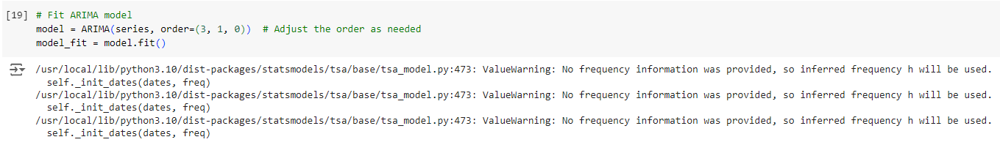 [19] # Fit ARIMA model
model = ARIMA(series, order=(3, 1, 0))  # Adjust the order as needed
model_fit = model.fit()
/usr/local/lib/python3.10/dist-packages/statsmodels/tsa/base/tsa_model.py:473: ValueWarning: No frequency information was provided, so inferred frequency h will be used.
  self._init_dates(dates, freq)
/usr/local/lib/python3.10/dist-packages/statsmodels/tsa/base/tsa_model.py:473: ValueWarning: No frequency information was provided, so inferred frequency h will be used.
  self._init_dates(dates, freq)
/usr/local/lib/python3.10/dist-packages/statsmodels/tsa/base/tsa_model.py:473: ValueWarning: No frequency information was provided, so inferred frequency h will be used.
  self._init_dates(dates, freq)